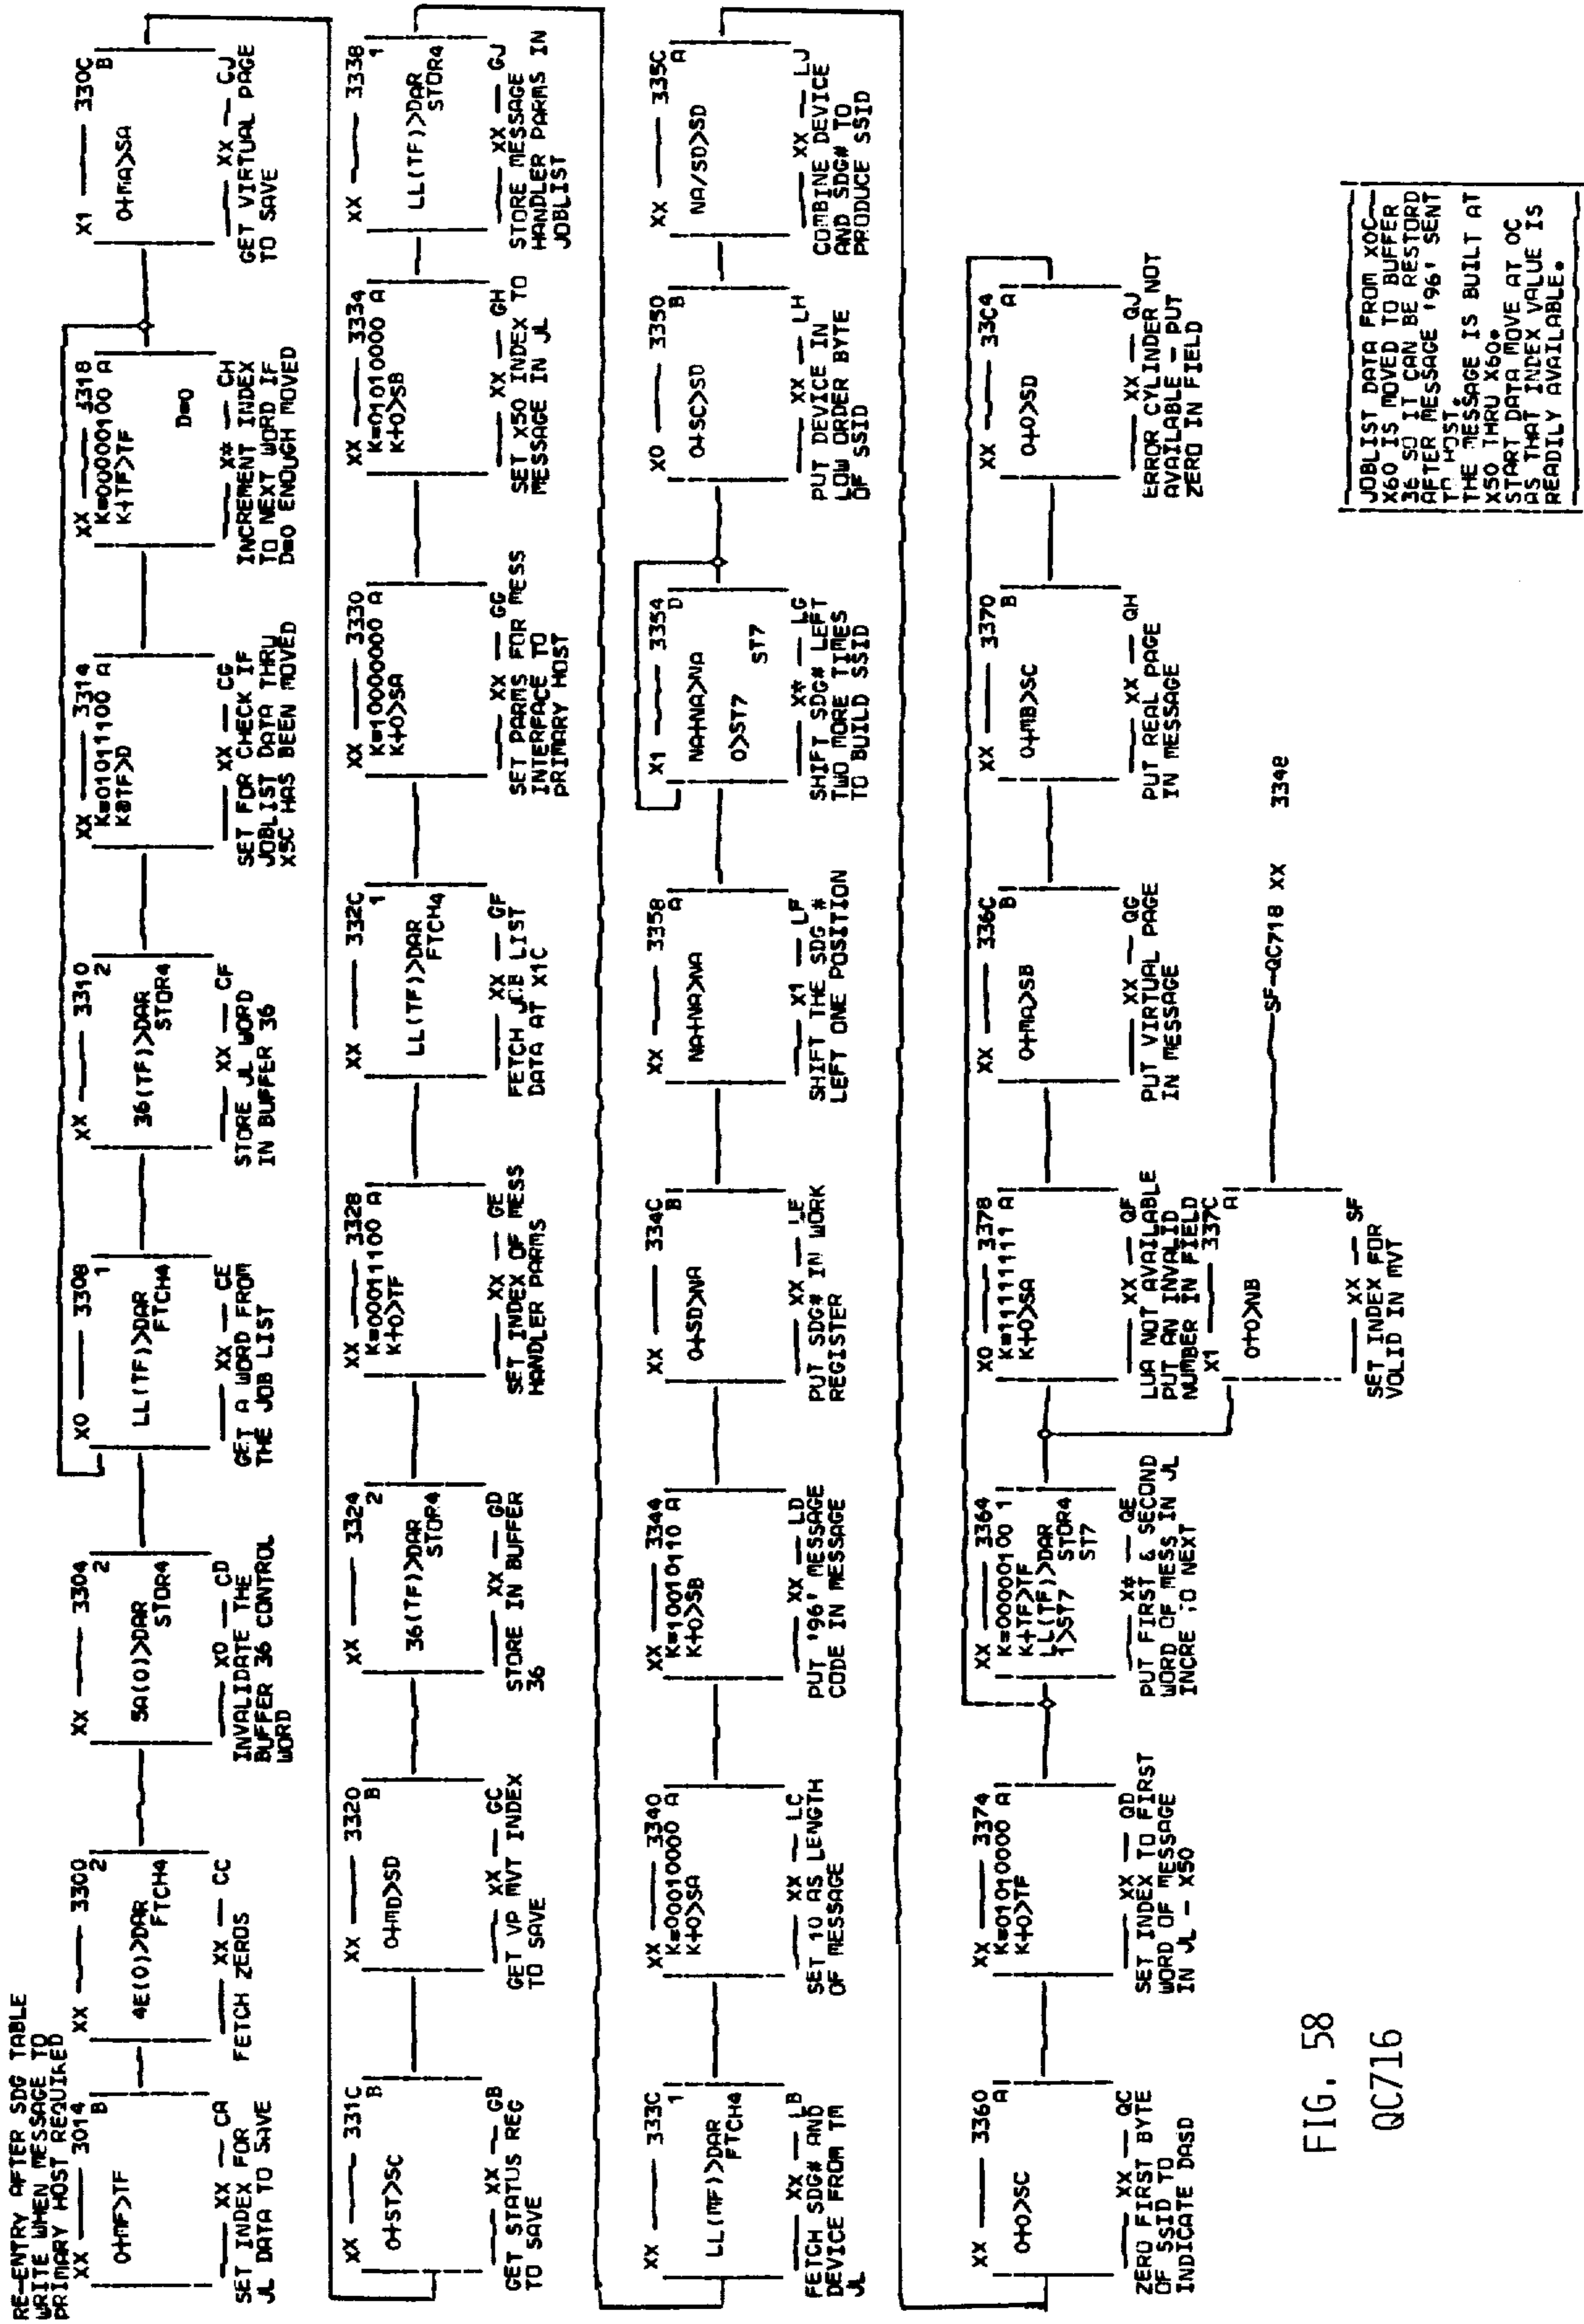 RE-ENTRY AFTER SDG TABLE
WRITE WHEN MESSAGE TO
PRIMARY HOST REQUIRED
XX 3014
B
0+MF>TF
XX — CA
SET INDEX FOR
JL DATA TO SAVE
XX 3300
2
4E(0)>DAR
FTCH4
XX — CC
FETCH ZEROS
XX 3304
2
5A(0)>DAR
STOR4
X0 — CD
INVALIDATE THE
BUFFER 36 CONTROL
WORD
X0 3308
1
LL(TF)>DAR
FTCH4
XX — CE
GET A WORD FROM
THE JOB LIST
XX 3310
2
36(TF)>DAR
STOR4
XX — CF
STORE JL WORD
IN BUFFER 36
XX 3314
K=01011100 A
K@TF>D
XX — CG
SET FOR CHECK IF
JOBLIST DATA THRU
X5C HAS BEEN MOVED
XX 3318
K=00000100 A
K+TF>TF
D=0
X* — CH
INCREMENT INDEX
TO NEXT WORD IF
D=0 ENOUGH MOVED
X1 330C
B
0+MA>SA
XX — CJ
GET VIRTUAL PAGE
TO SAVE
XX 331C
B
0+ST>SC
XX — GB
GET STATUS REG
TO SAVE
XX 3320
B
0+MD>SD
XX — GC
GET VP MVT INDEX
TO SAVE
XX 3324
2
36(TF)>DAR
STOR4
XX — GD
STORE IN BUFFER
36
XX 3328
K=00011100 A
K+0>TF
XX — GE
SET INDEX OF MESS
HANDLER PARMS
XX 332C
1
LL(TF)>DAR
FTCH4
XX — GF
FETCH JOB LIST
DATA AT X1C
XX 3330
K=10000000 A
K+0>SA
XX — GG
SET PARMS FOR MESS
INTERFACE TO
PRIMARY HOST
XX 3334
K=01010000 A
K+0>SB
XX — GH
SET X50 INDEX TO
MESSAGE IN JL
XX 3338
1
LL(TF)>DAR
STOR4
XX — GJ
STORE MESSAGE
HANDLER PARMS IN
JOBLIST
XX 333C
1
LL(MF)>DAR
FTCH4
XX — LB
FETCH SDG# AND
DEVICE FROM TM
JL
XX 3340
K=00010000 A
K+0>SA
XX — LC
SET 10 AS LENGTH
OF MESSAGE
XX 3344
K=10010110 A
K+0>SB
XX — LD
PUT '96' MESSAGE
CODE IN MESSAGE
XX 334C
B
0+SD>NA
XX — LE
PUT SDG# IN WORK
REGISTER
XX 3358
A
NA+NA>NA
X1 — LF
SHIFT THE SDG #
LEFT ONE POSITION
X1 3354
D
NA+NA>NA
0>ST7
ST7
X* — LG
SHIFT SDG# LEFT
TWO MORE TIMES
TO BUILD SSID
X0 3350
B
0+SC>SD
XX — LH
PUT DEVICE IN
LOW ORDER BYTE
OF SSID
XX 335C
A
NA/SD>SD
XX — LJ
COMBINE DEVICE
AND SDG# TO
PRODUCE SSID
XX 3360
A
0+0>SC
XX — QC
ZERO FIRST BYTE
OF SSID TO
INDICATE DASD
XX 3374
K=01010000 A
K+0>TF
XX — QD
SET INDEX TO FIRST
WORD OF MESSAGE
IN JL - X50
XX 3364
K=00000100 1
K+TF>TF
LL(TF)>DAR
STOR4
1>ST7 ST7
X* — QE
PUT FIRST & SECOND
WORD OF MESS IN JL
INCRE TO NEXT
X0 3378
K=11111111 A
K+0>SA
XX — QF
LUA NOT AVAILABLE
PUT AN INVALID
NUMBER IN FIELD
XX 336C
B
0+MA>SB
XX — QG
PUT VIRTUAL PAGE
IN MESSAGE
XX 3370
B
0+MB>SC
XX — QH
PUT REAL PAGE
IN MESSAGE
XX 33C4
A
0+0>SD
XX — QJ
ERROR CYLINDER NOT
AVAILABLE - PUT
ZERO IN FIELD
X1 337C
A
0+0>NB
XX — SF
SET INDEX FOR
VOLID IN MVT
SF-QC718 XX 3348
JOBLIST DATA FROM X0C
X60 IS MOVED TO BUFFER
36 SO IT CAN BE RESTORD
AFTER MESSAGE '96' SENT
TO HOST.
THE MESSAGE IS BUILT AT
X50 THRU X60.
START DATA MOVE AT 0C
AS THAT INDEX VALUE IS
READILY AVAILABLE.
FIG. 58
QC716